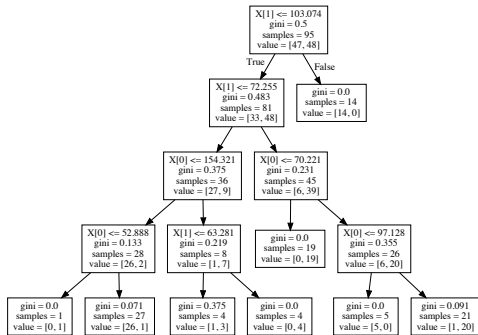 X[1] <= 103.074
gini = 0.5
samples = 95
value = [47, 48]
True
False
X[1] <= 72.255
gini = 0.483
samples = 81
value = [33, 48]
gini = 0.0
samples = 14
value = [14, 0]
X[0] <= 154.321
gini = 0.375
samples = 36
value = [27, 9]
X[0] <= 70.221
gini = 0.231
samples = 45
value = [6, 39]
X[0] <= 52.888
gini = 0.133
samples = 28
value = [26, 2]
X[1] <= 63.281
gini = 0.219
samples = 8
value = [1, 7]
gini = 0.0
samples = 19
value = [0, 19]
X[0] <= 97.128
gini = 0.355
samples = 26
value = [6, 20]
gini = 0.0
samples = 1
value = [0, 1]
gini = 0.071
samples = 27
value = [26, 1]
gini = 0.375
samples = 4
value = [1, 3]
gini = 0.0
samples = 4
value = [0, 4]
gini = 0.0
samples = 5
value = [5, 0]
gini = 0.091
samples = 21
value = [1, 20]